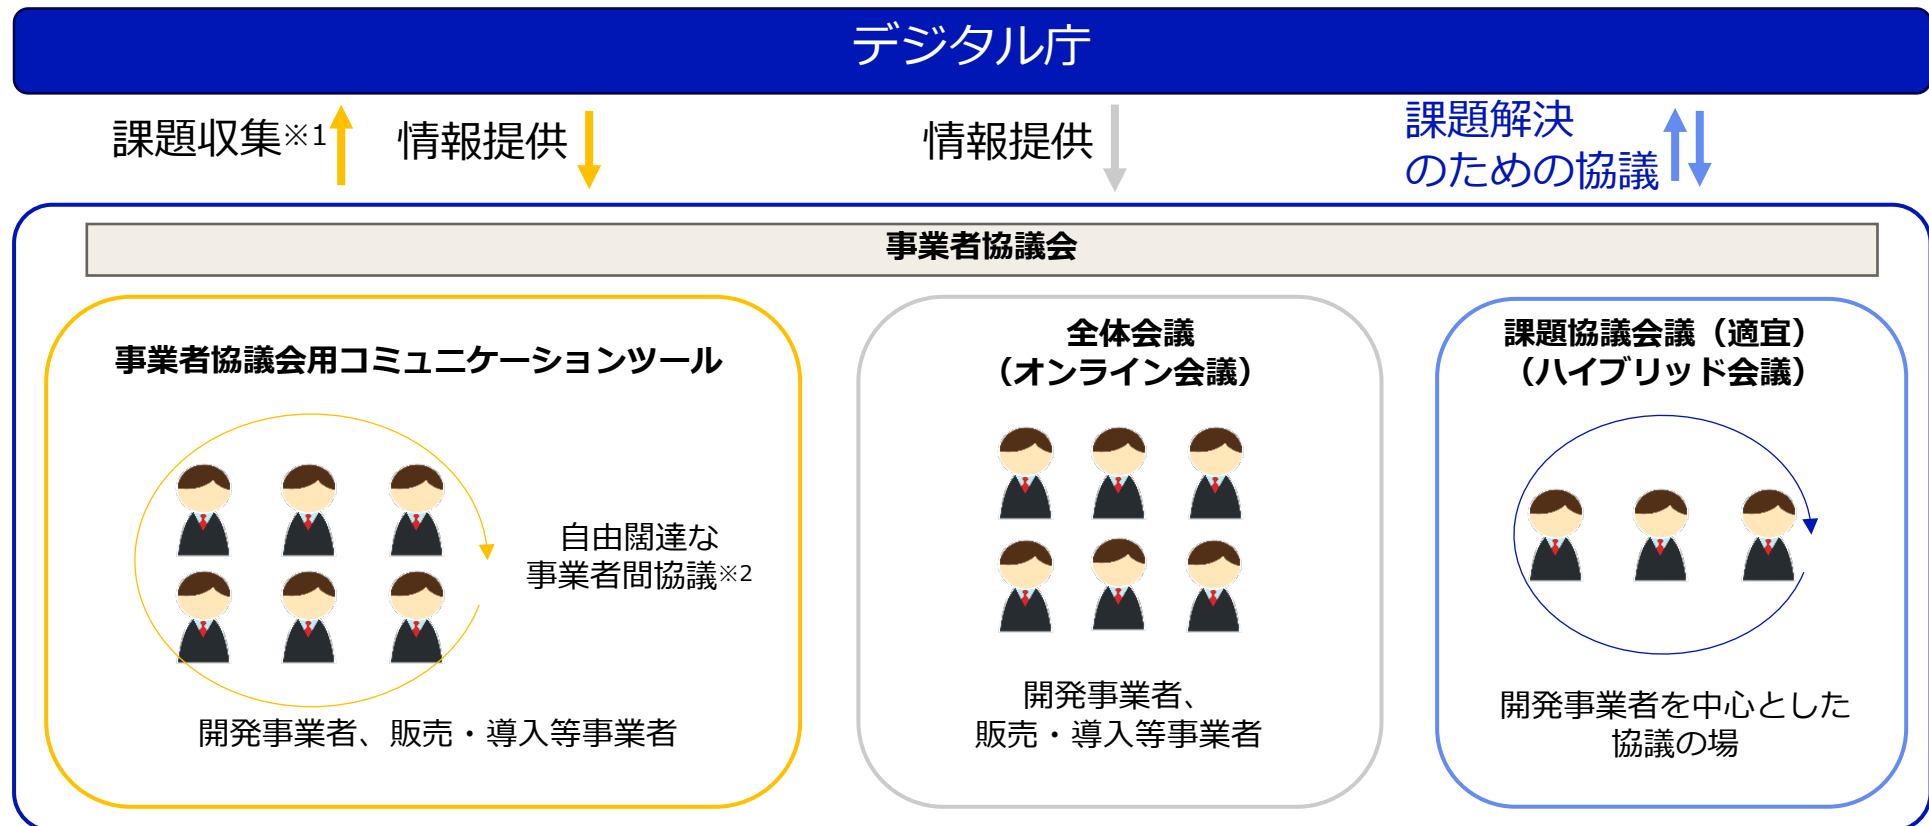 デジタル庁
課題収集※1
情報提供
情報提供
課題解決
のための協議
事業者協議会
事業者協議会用コミュニケーションツール
自由闊達な
事業者間協議※2
開発事業者、販売・導入等事業者
全体会議
（オンライン会議）
開発事業者、
販売・導入等事業者
課題協議会議（適宜）
（ハイブリッド会議）
開発事業者を中心とした
協議の場